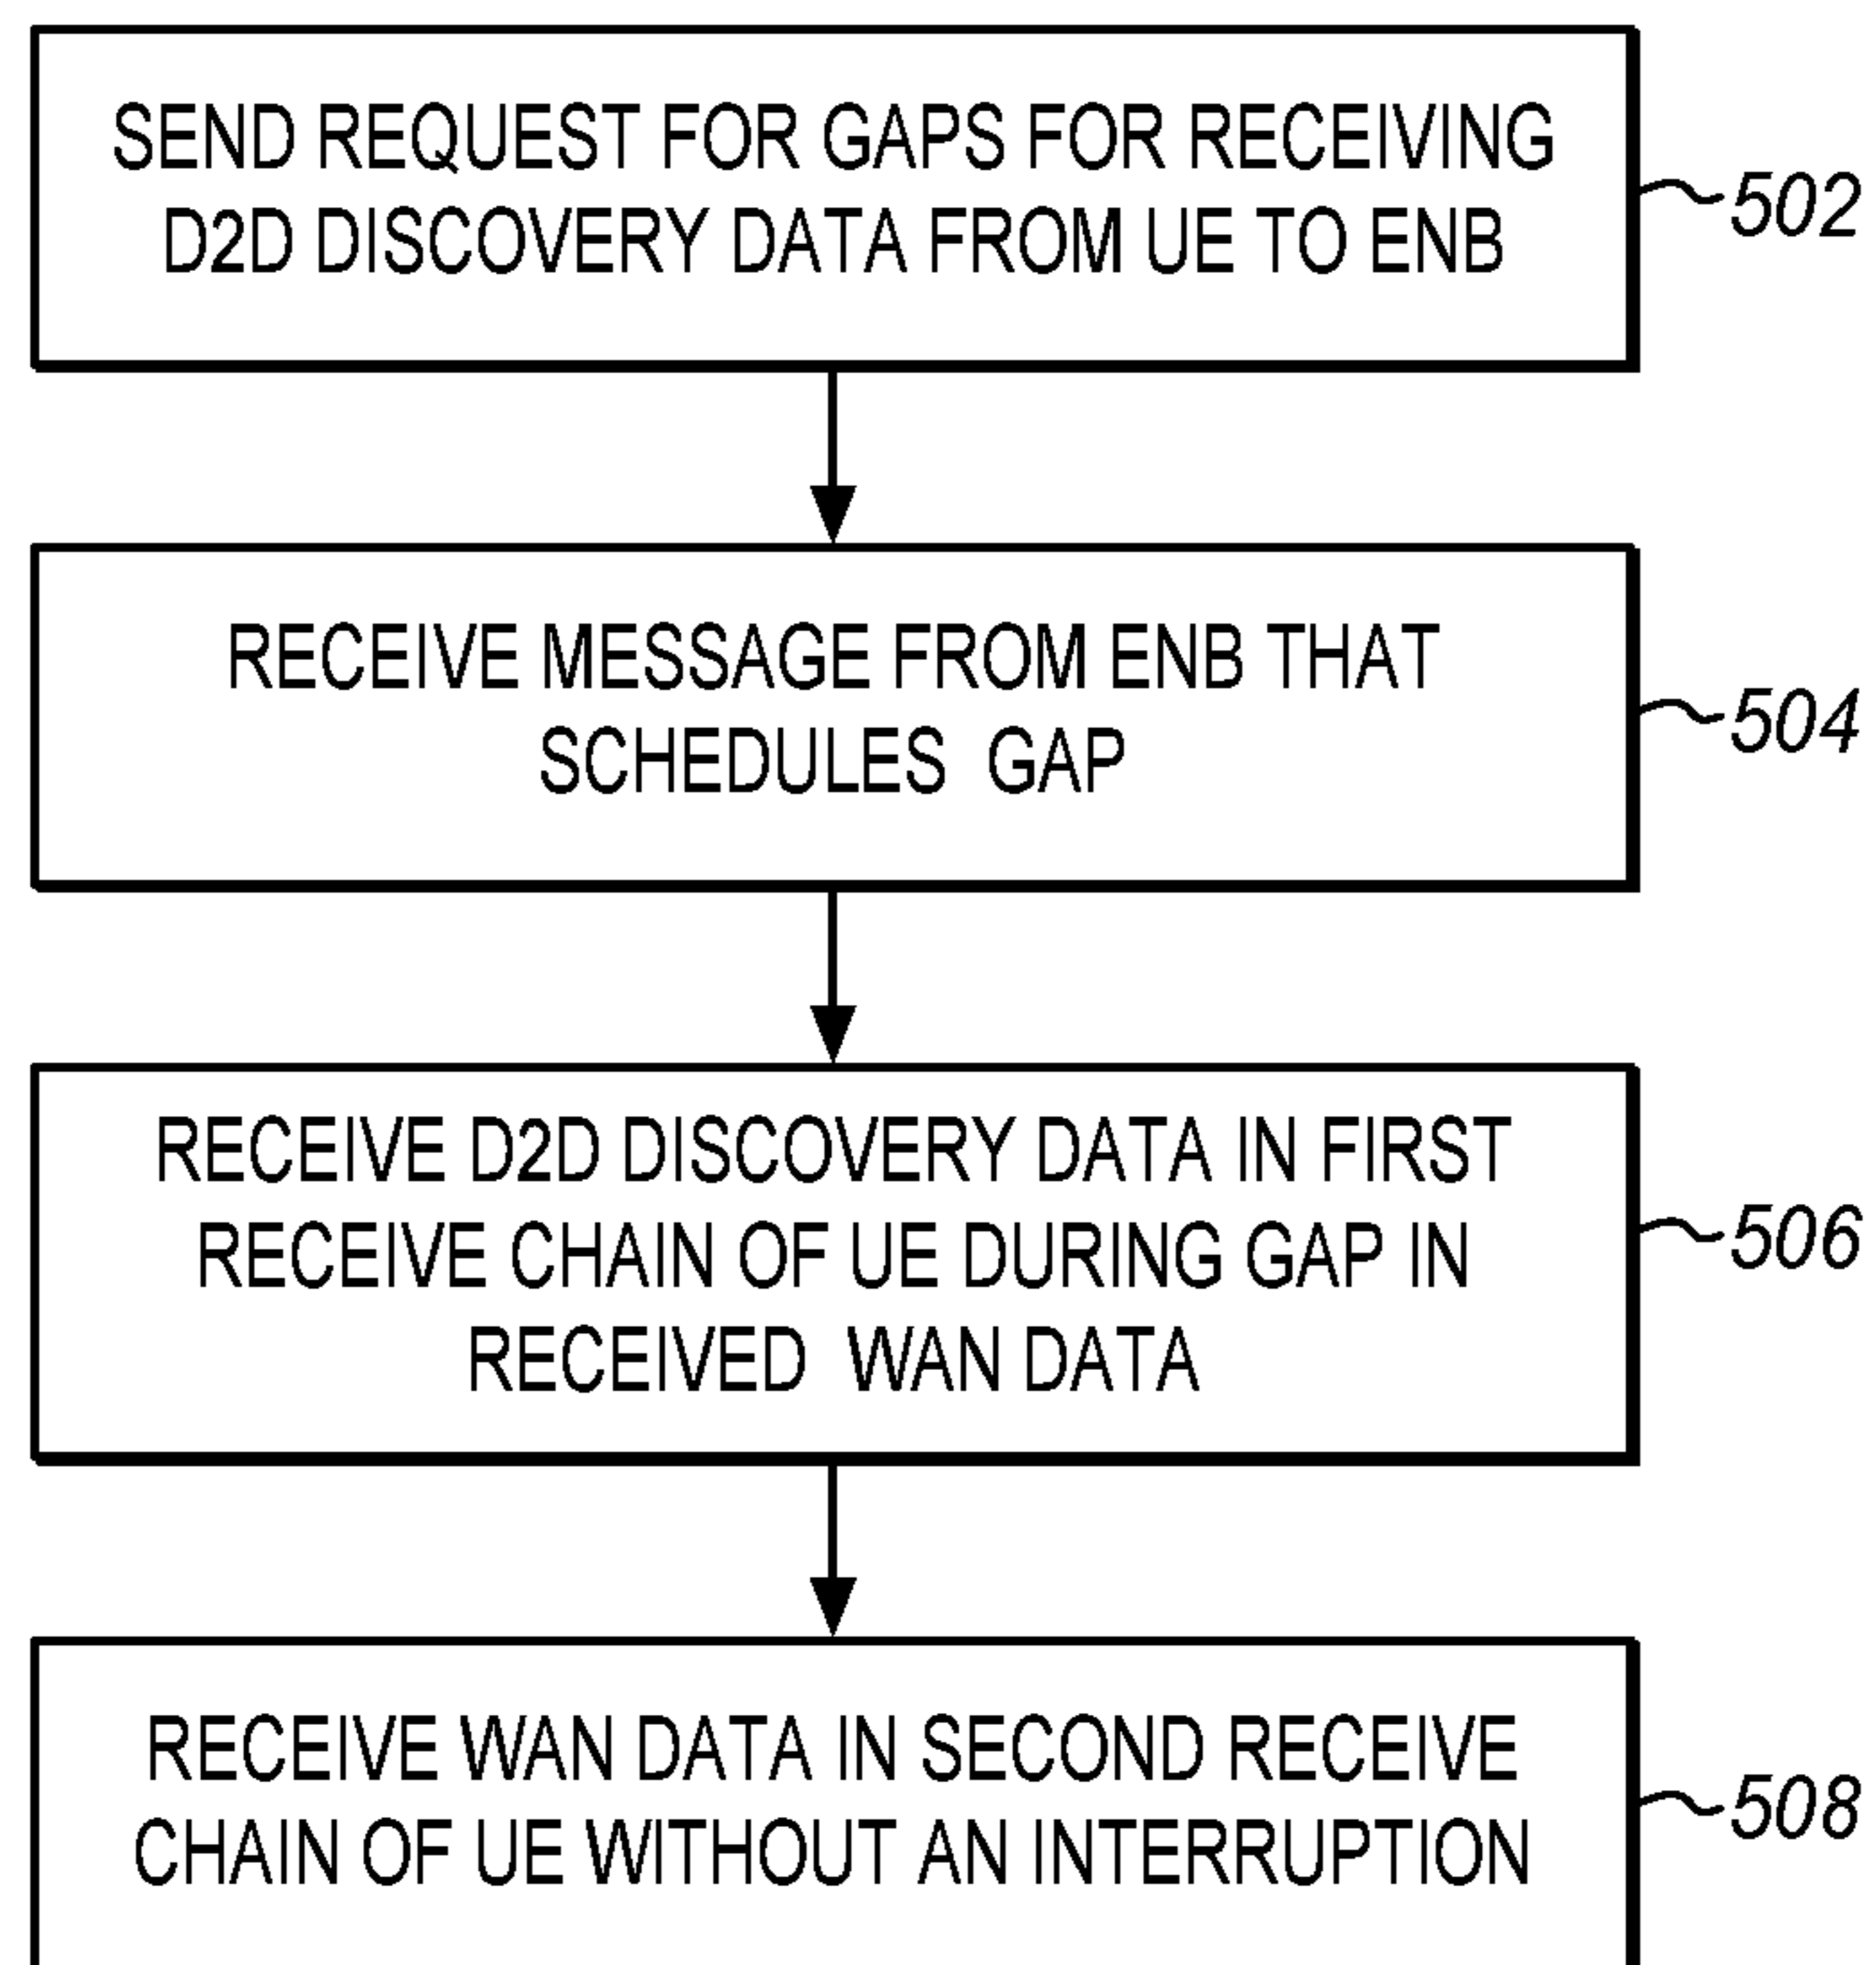 SEND REQUEST FOR GAPS FOR RECEIVING
D2D DISCOVERY DATA FROM UE TO ENB
502
RECEIVE MESSAGE FROM ENB THAT
SCHEDULES GAP
504
RECEIVE D2D DISCOVERY DATA IN FIRST
RECEIVE CHAIN OF UE DURING GAP IN
RECEIVED WAN DATA
506
RECEIVE WAN DATA IN SECOND RECEIVE
CHAIN OF UE WITHOUT AN INTERRUPTION
508